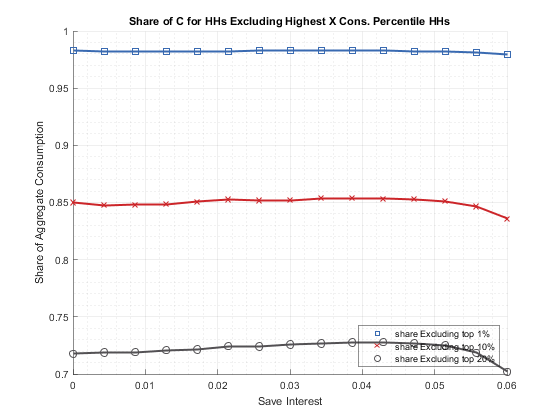 Share of C for HHs Excluding Highest X Cons. Percentile HHs
1
0.95
0.9
0.85
0.8
0.75
0.7
Share of Aggregate Consumption
share Excluding top 1%
share Excluding top 10%
share Excluding top 20%
0 0.01 0.02 0.03 0.04 0.05 0.06
Save Interest